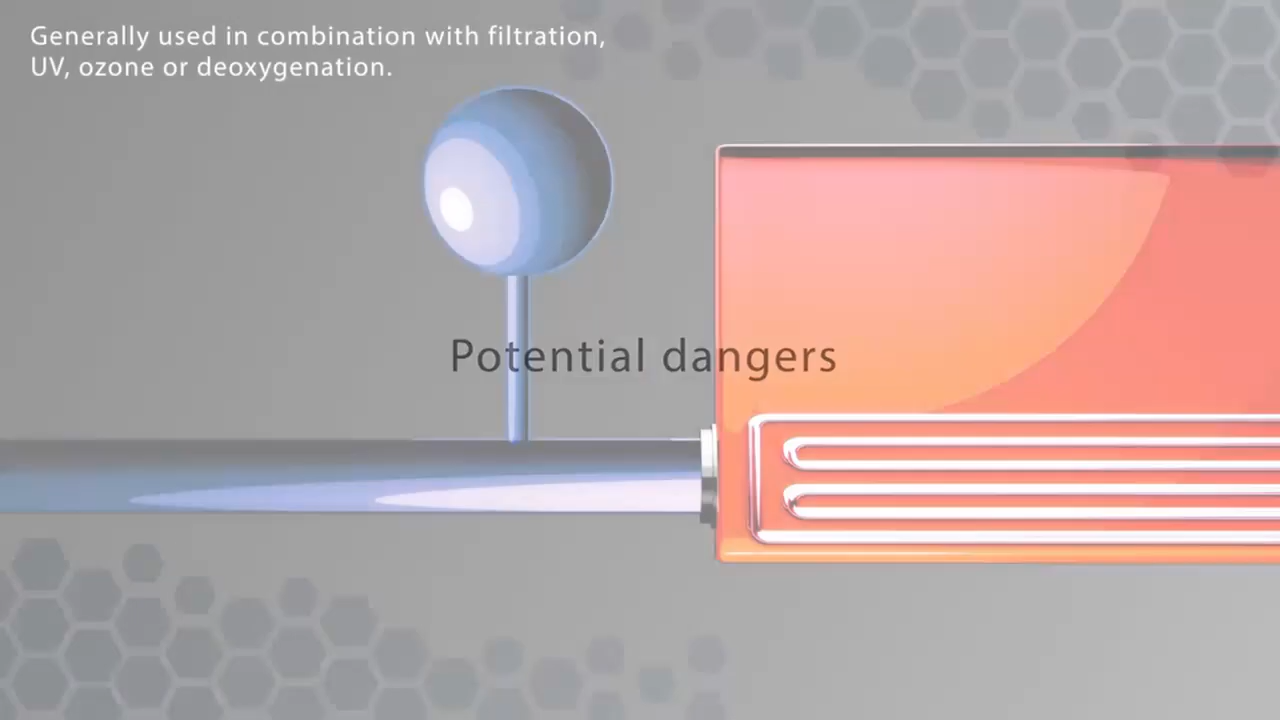 Generally used in combination with filtration,
UV, ozone or deoxygenation.
Potential dangers